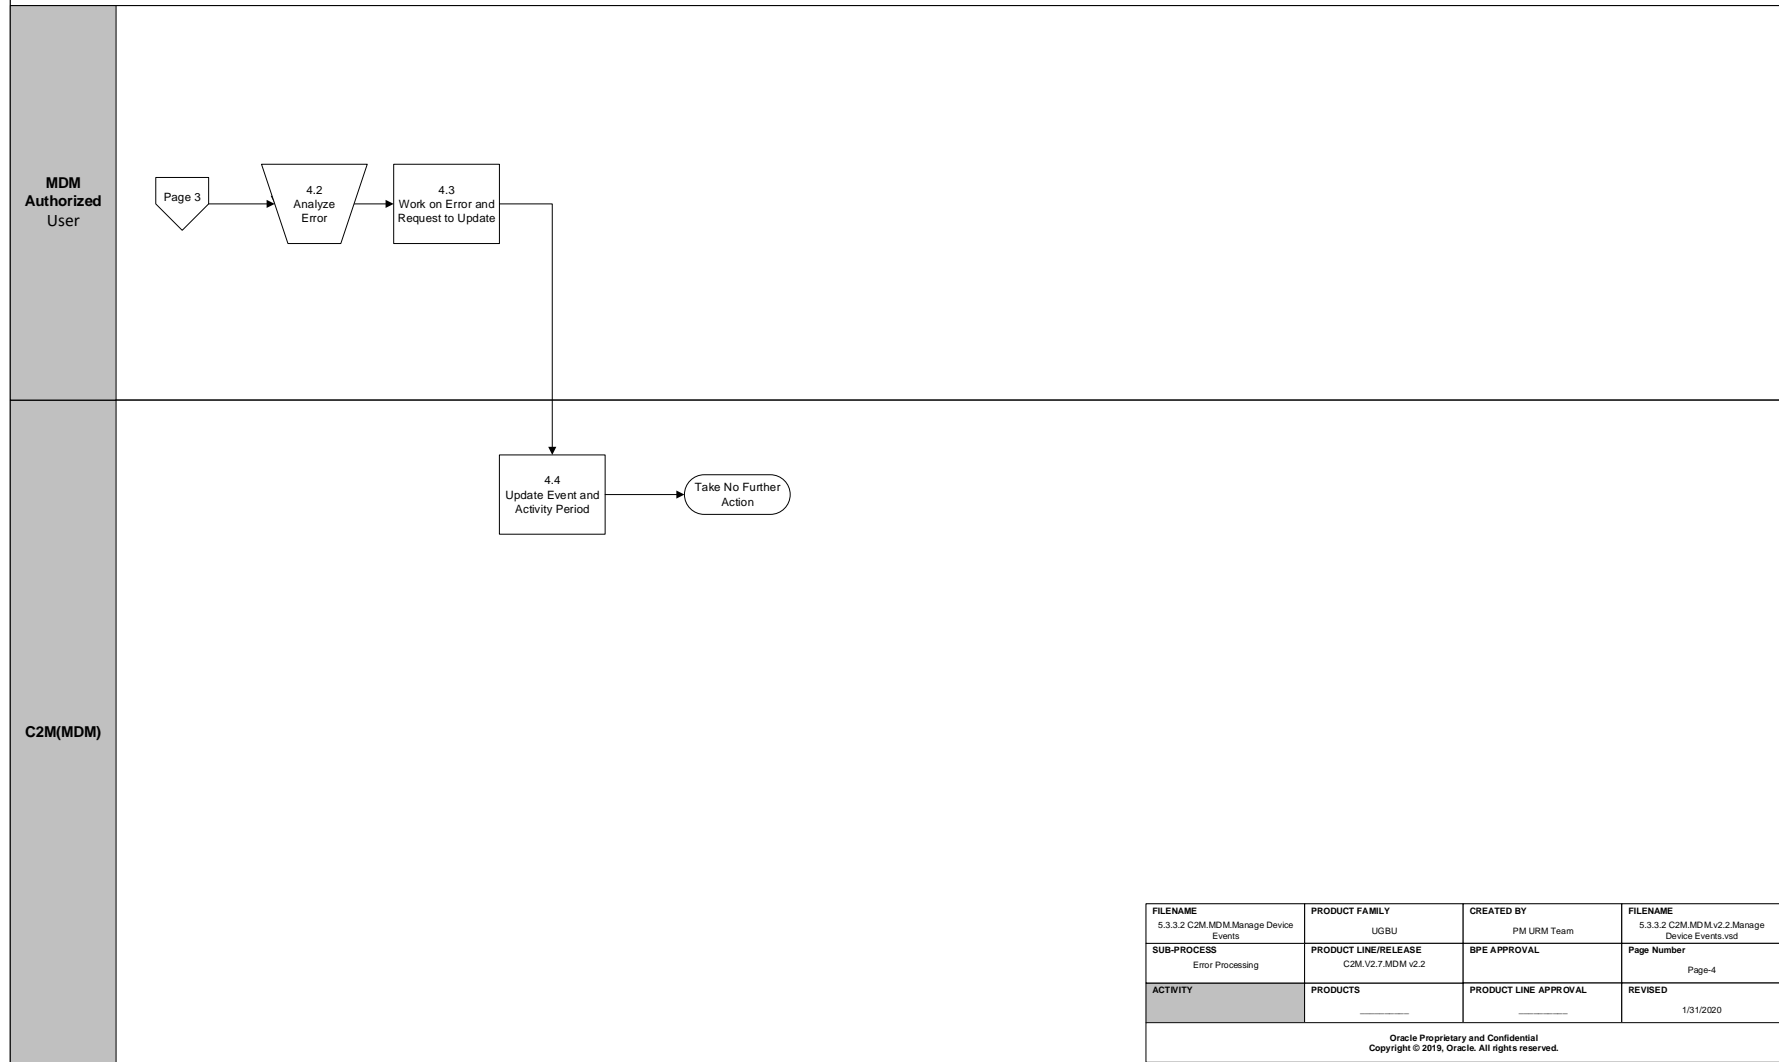 MDM
Authorized
User
Page 3
4.2
Analyze
Error
4.3
Work on Error and
Request to Update
C2M(MDM)
4.4
Update Event and
Activity Period
Take No Further
Action
FILENAME
5.3.3.2 C2M.MDM.Manage Device
Events
PRODUCT FAMILY
UGBU
CREATED BY
PM URM Team
FILENAME
5.3.3.2 C2M.MDM.v2.2.Manage
Device Events.vsd
SUB-PROCESS
Error Processing
PRODUCT LINE/RELEASE
C2M.V2.7.MDM v2.2
BPE APPROVAL
Page Number
Page-4
ACTIVITY
PRODUCTS
PRODUCT LINE APPROVAL
REVISED
1/31/2020
Oracle Proprietary and Confidential
Copyright © 2019, Oracle. All rights reserved.